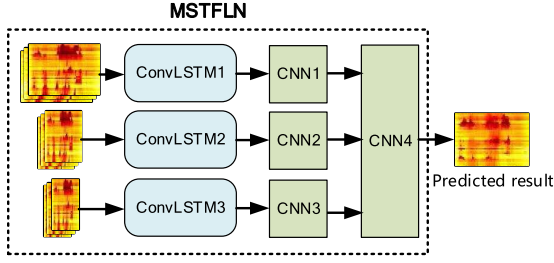 MSTFLN
ConvLSTM1
CNN1
ConvLSTM2
CNN2
CNN4
ConvLSTM3
CNN3
Predicted result